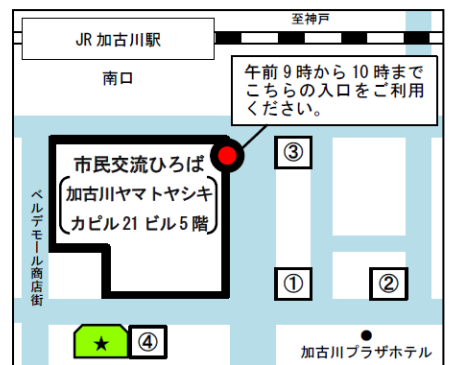 至神戸
JR 加古川駅
南口
午前9時から10時まで
こちらの入口をご利用
ください。
③
市民交流ひろば
加古川ヤマトヤシキ
カピル21 ビル5階
ベルデモール商店街
①
②
★
④
加古川プラザホテル